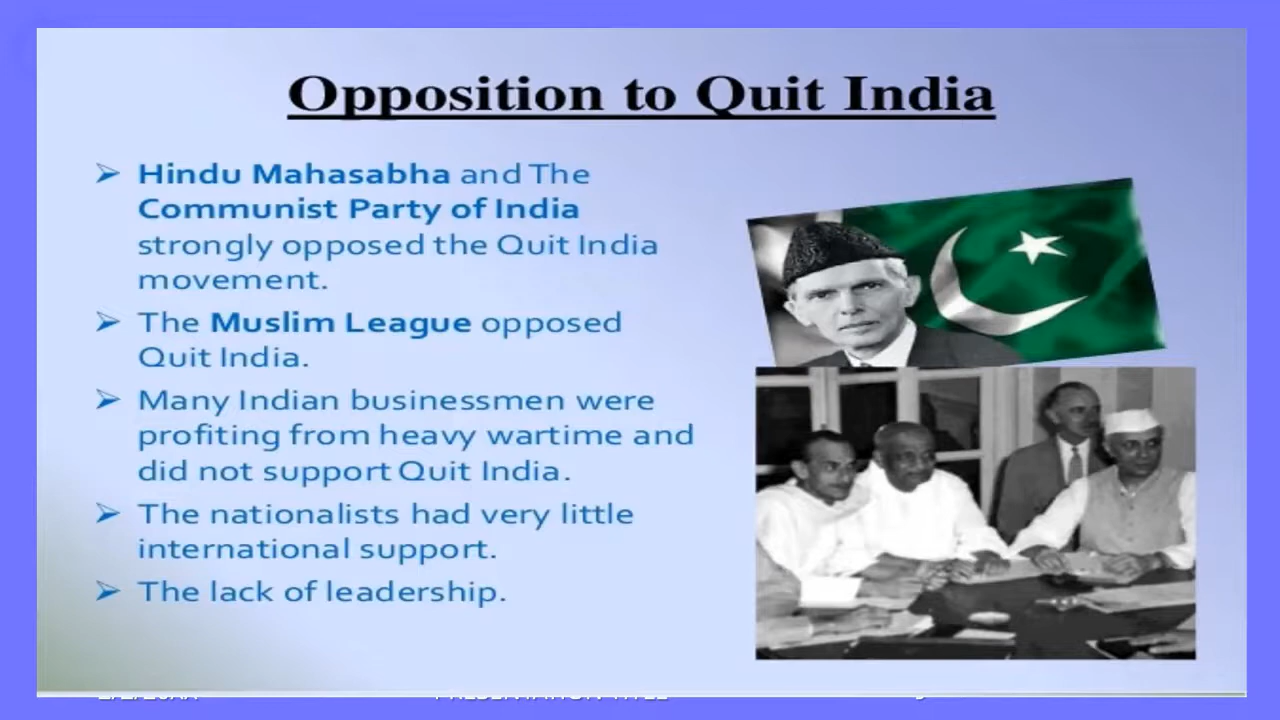 Opposition to Quit India
Hindu Mahasabha and The
Communist Party of India
strongly opposed the Quit India
movement.
The Muslim League opposed
Quit India.
Many Indian businessmen were
profiting from heavy wartime and
did not support Quit India.
The nationalists had very little
international support.
The lack of leadership.